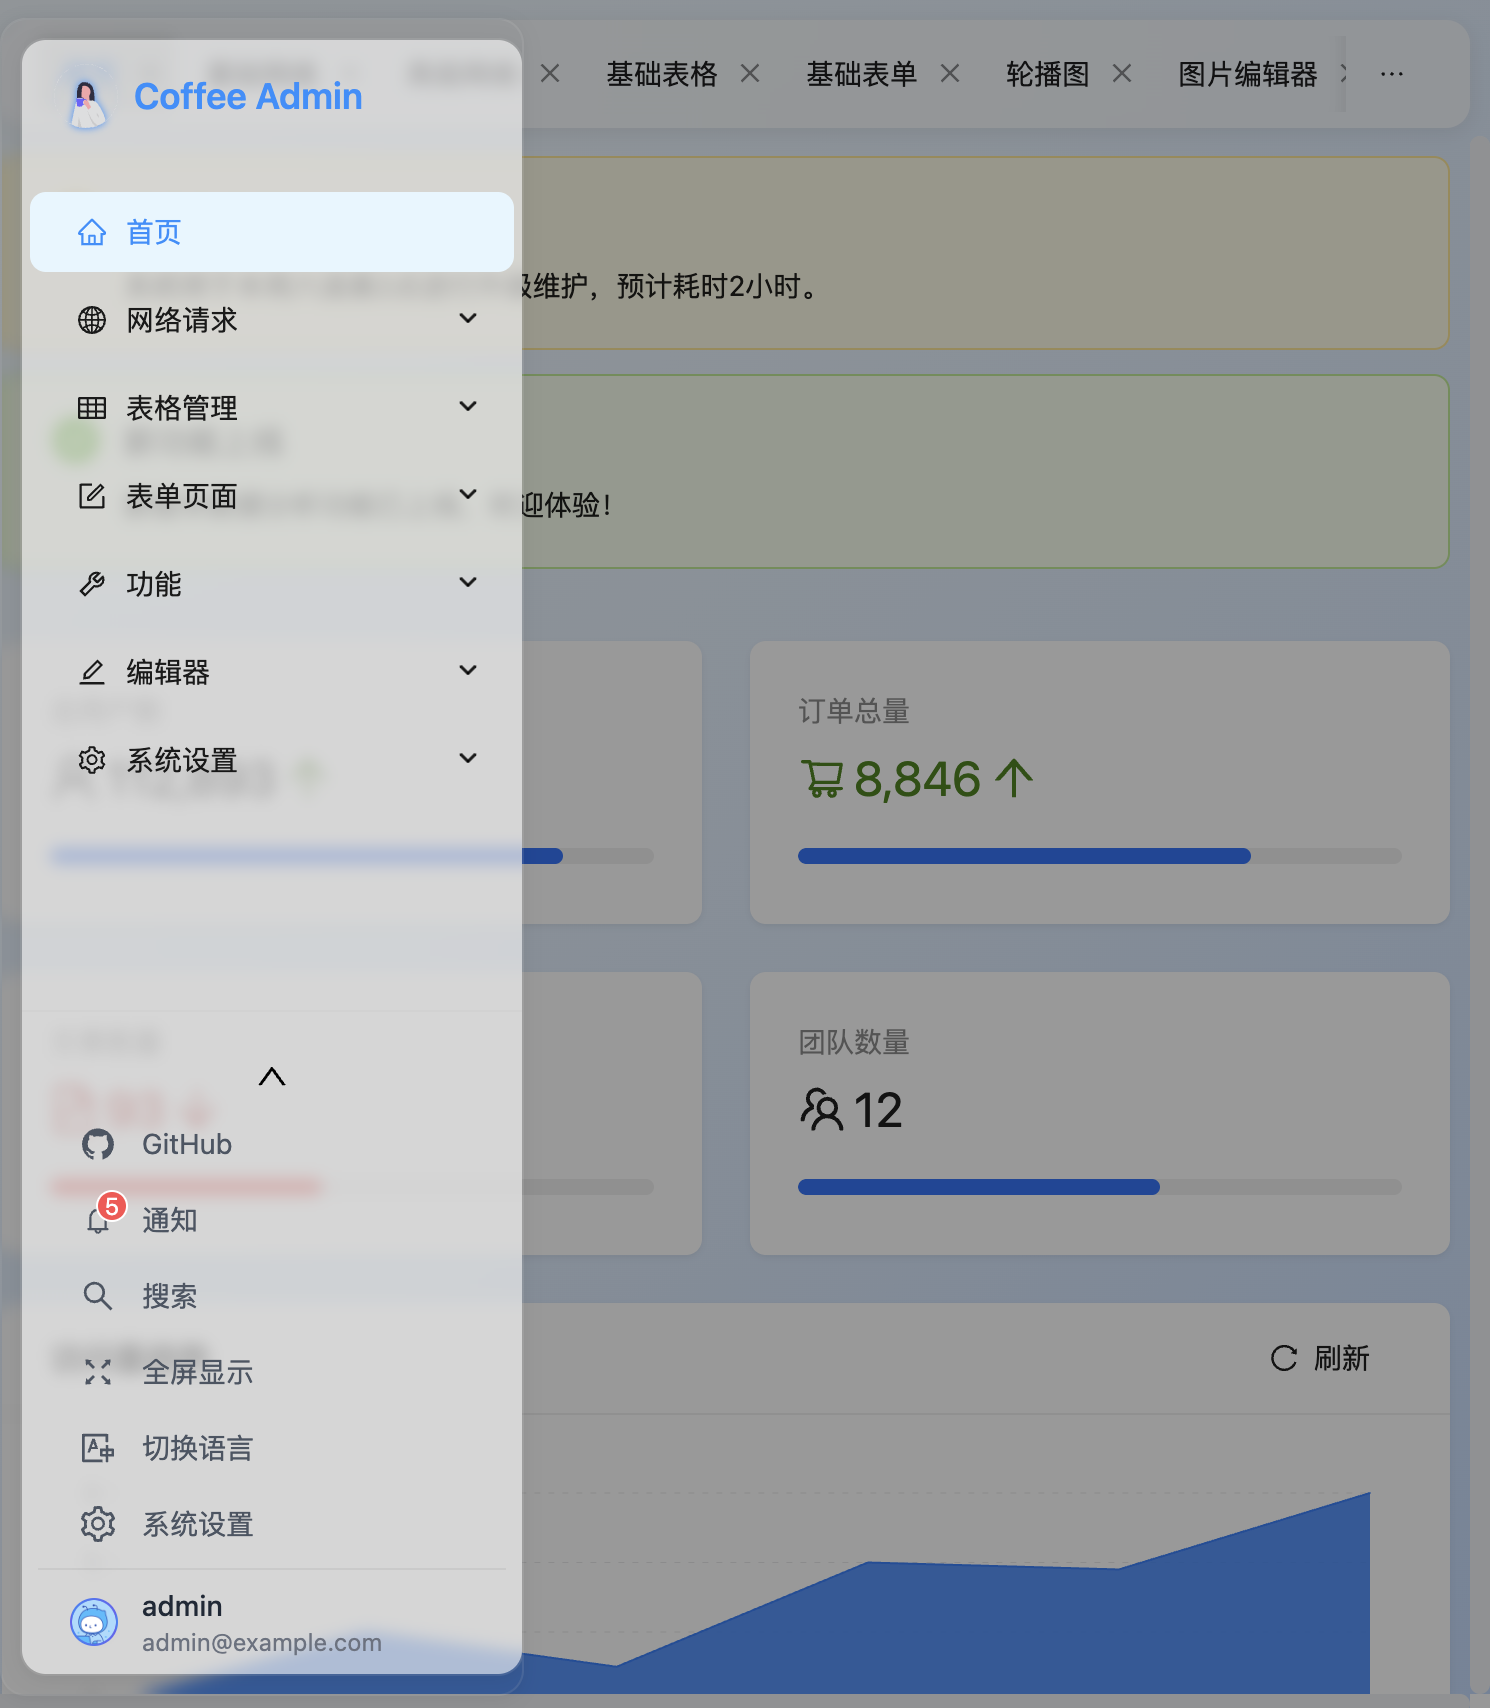 Coffee Admin
基础表格
基础表单
轮播图
图片编辑器
首页
级维护，预计耗时2小时。
网络请求
表格管理
表单页面
迎体验！
功能
编辑器
系统设置
订单总量
8,846
团队数量
12
GitHub
5
通知
搜索
全屏显示
刷新
切换语言
系统设置
admin
admin@example.com